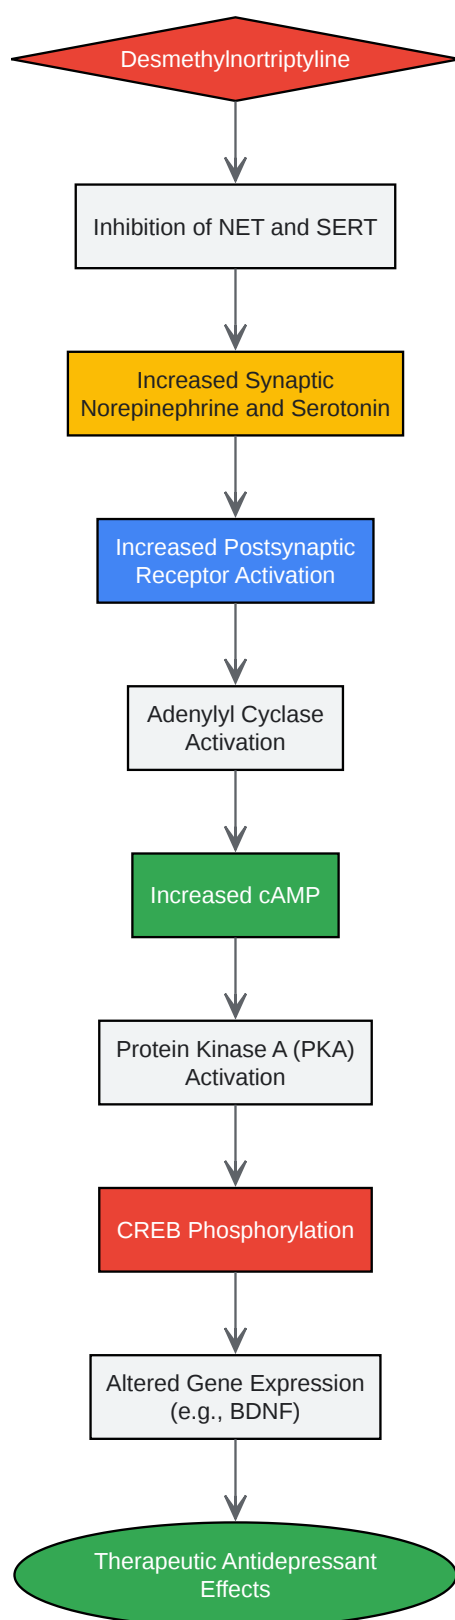 Desmethylnortriptyline
Inhibition of NET and SERT
Increased Synaptic
Norepinephrine and Serotonin
Increased Postsynaptic
Receptor Activation
Adenylyl Cyclase
Activation
Increased cAMP
Protein Kinase A (PKA)
Activation
CREB Phosphorylation
Altered Gene Expression
(e.g., BDNF)
Therapeutic Antidepressant
Effects